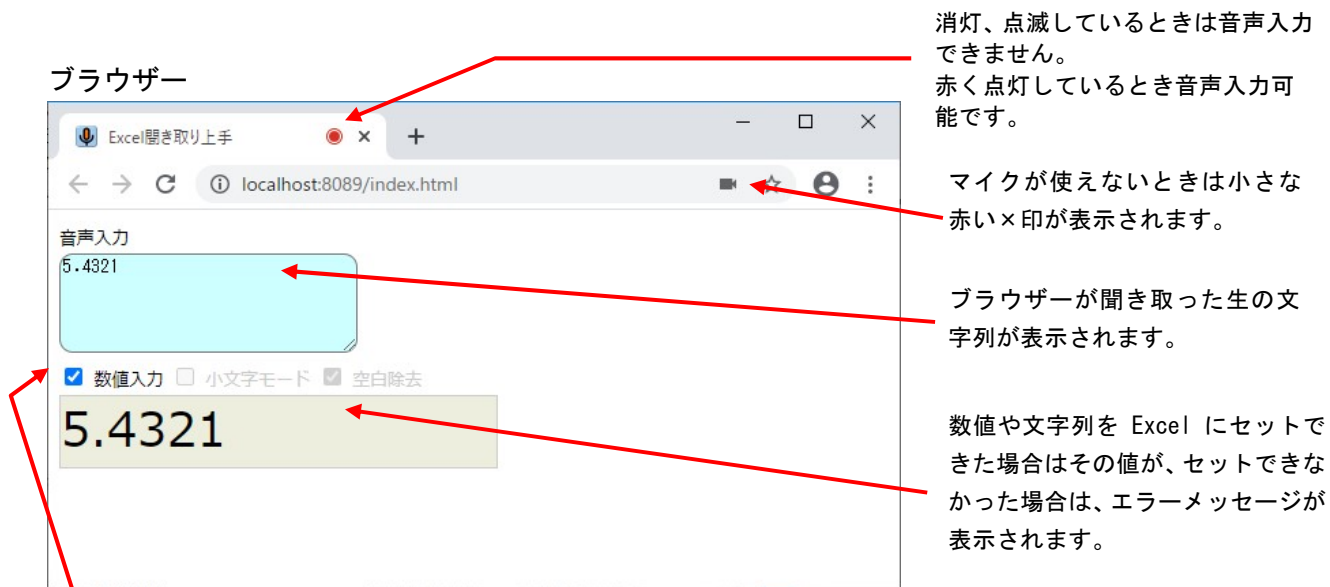 消灯、点滅しているときは音声入力
できません。
赤く点灯しているとき音声入力可
能です。
ブラウザー
Excel聞き取り上手
localhost:8089/index.html
マイクが使えないときは小さな
赤い×印が表示されます。
音声入力
5.4321
ブラウザーが聞き取った生の文
字列が表示されます。
数値入力 小文字モード 空白除去
5.4321
数値や文字列を Excel にセットで
きた場合はその値が、セットできな
かった場合は、エラーメッセージが
表示されます。